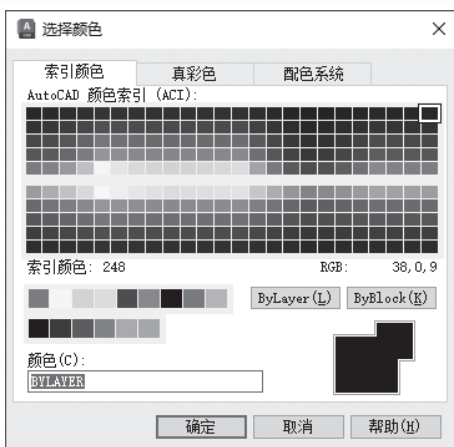 选择颜色
索引颜色 真彩色 配色系统
AutoCAD 颜色索引 (ACI):
索引颜色: 248 RGB: 38,0,9
ByLayer(L) ByBlock(K)
颜色(C):
BYLAYER
确定 取消 帮助(H)